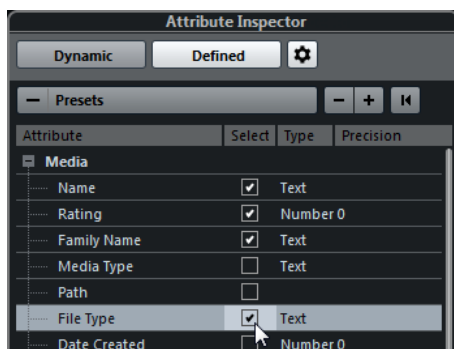 Attribute Inspector
Dynamic Defined
Presets
Attribute Select Type Precision
Media
Name Text
Rating Number 0
Family Name Text
Media Type Text
Path
File Type Text
Date Created Number 0